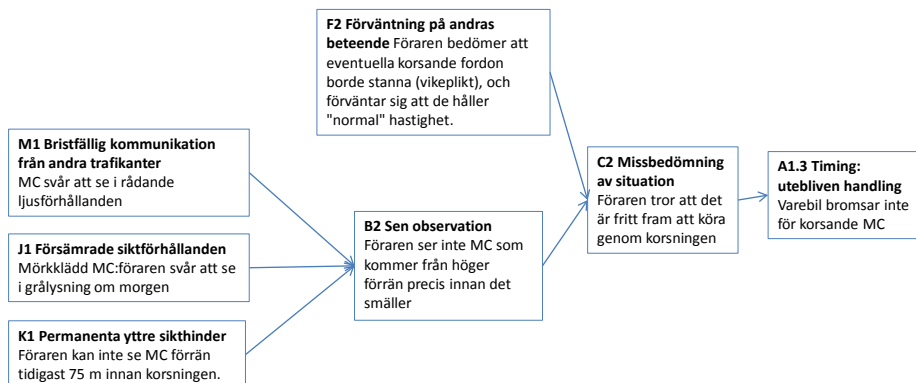 F2 Förväntning på andras
beteende Föraren bedömer att
eventuella korsande fordon
borde stanna (vikeplikt), och
förväntar sig att de håller
"normal" hastighet.
M1 Bristfällig kommunikation
från andra trafikanter
MC svår att se i rådande
ljusförhållanden
J1 Försämrade siktförhållanden
Mörkklädd MC:föraren svår att se
i grålysning om morgen
K1 Permanenta yttre sikthinder
Föraren kan inte se MC förrän
tidigast 75 m innan korsningen.
B2 Sen observation
Föraren ser inte MC som
kommer från höger
förrän precis innan det
smäller
C2 Missbedömning
av situation
Föraren tror att det
är fritt fram att köra
genom korsningen
A1.3 Timing:
utebliven handling
Varebil bromsar inte
för korsande MC